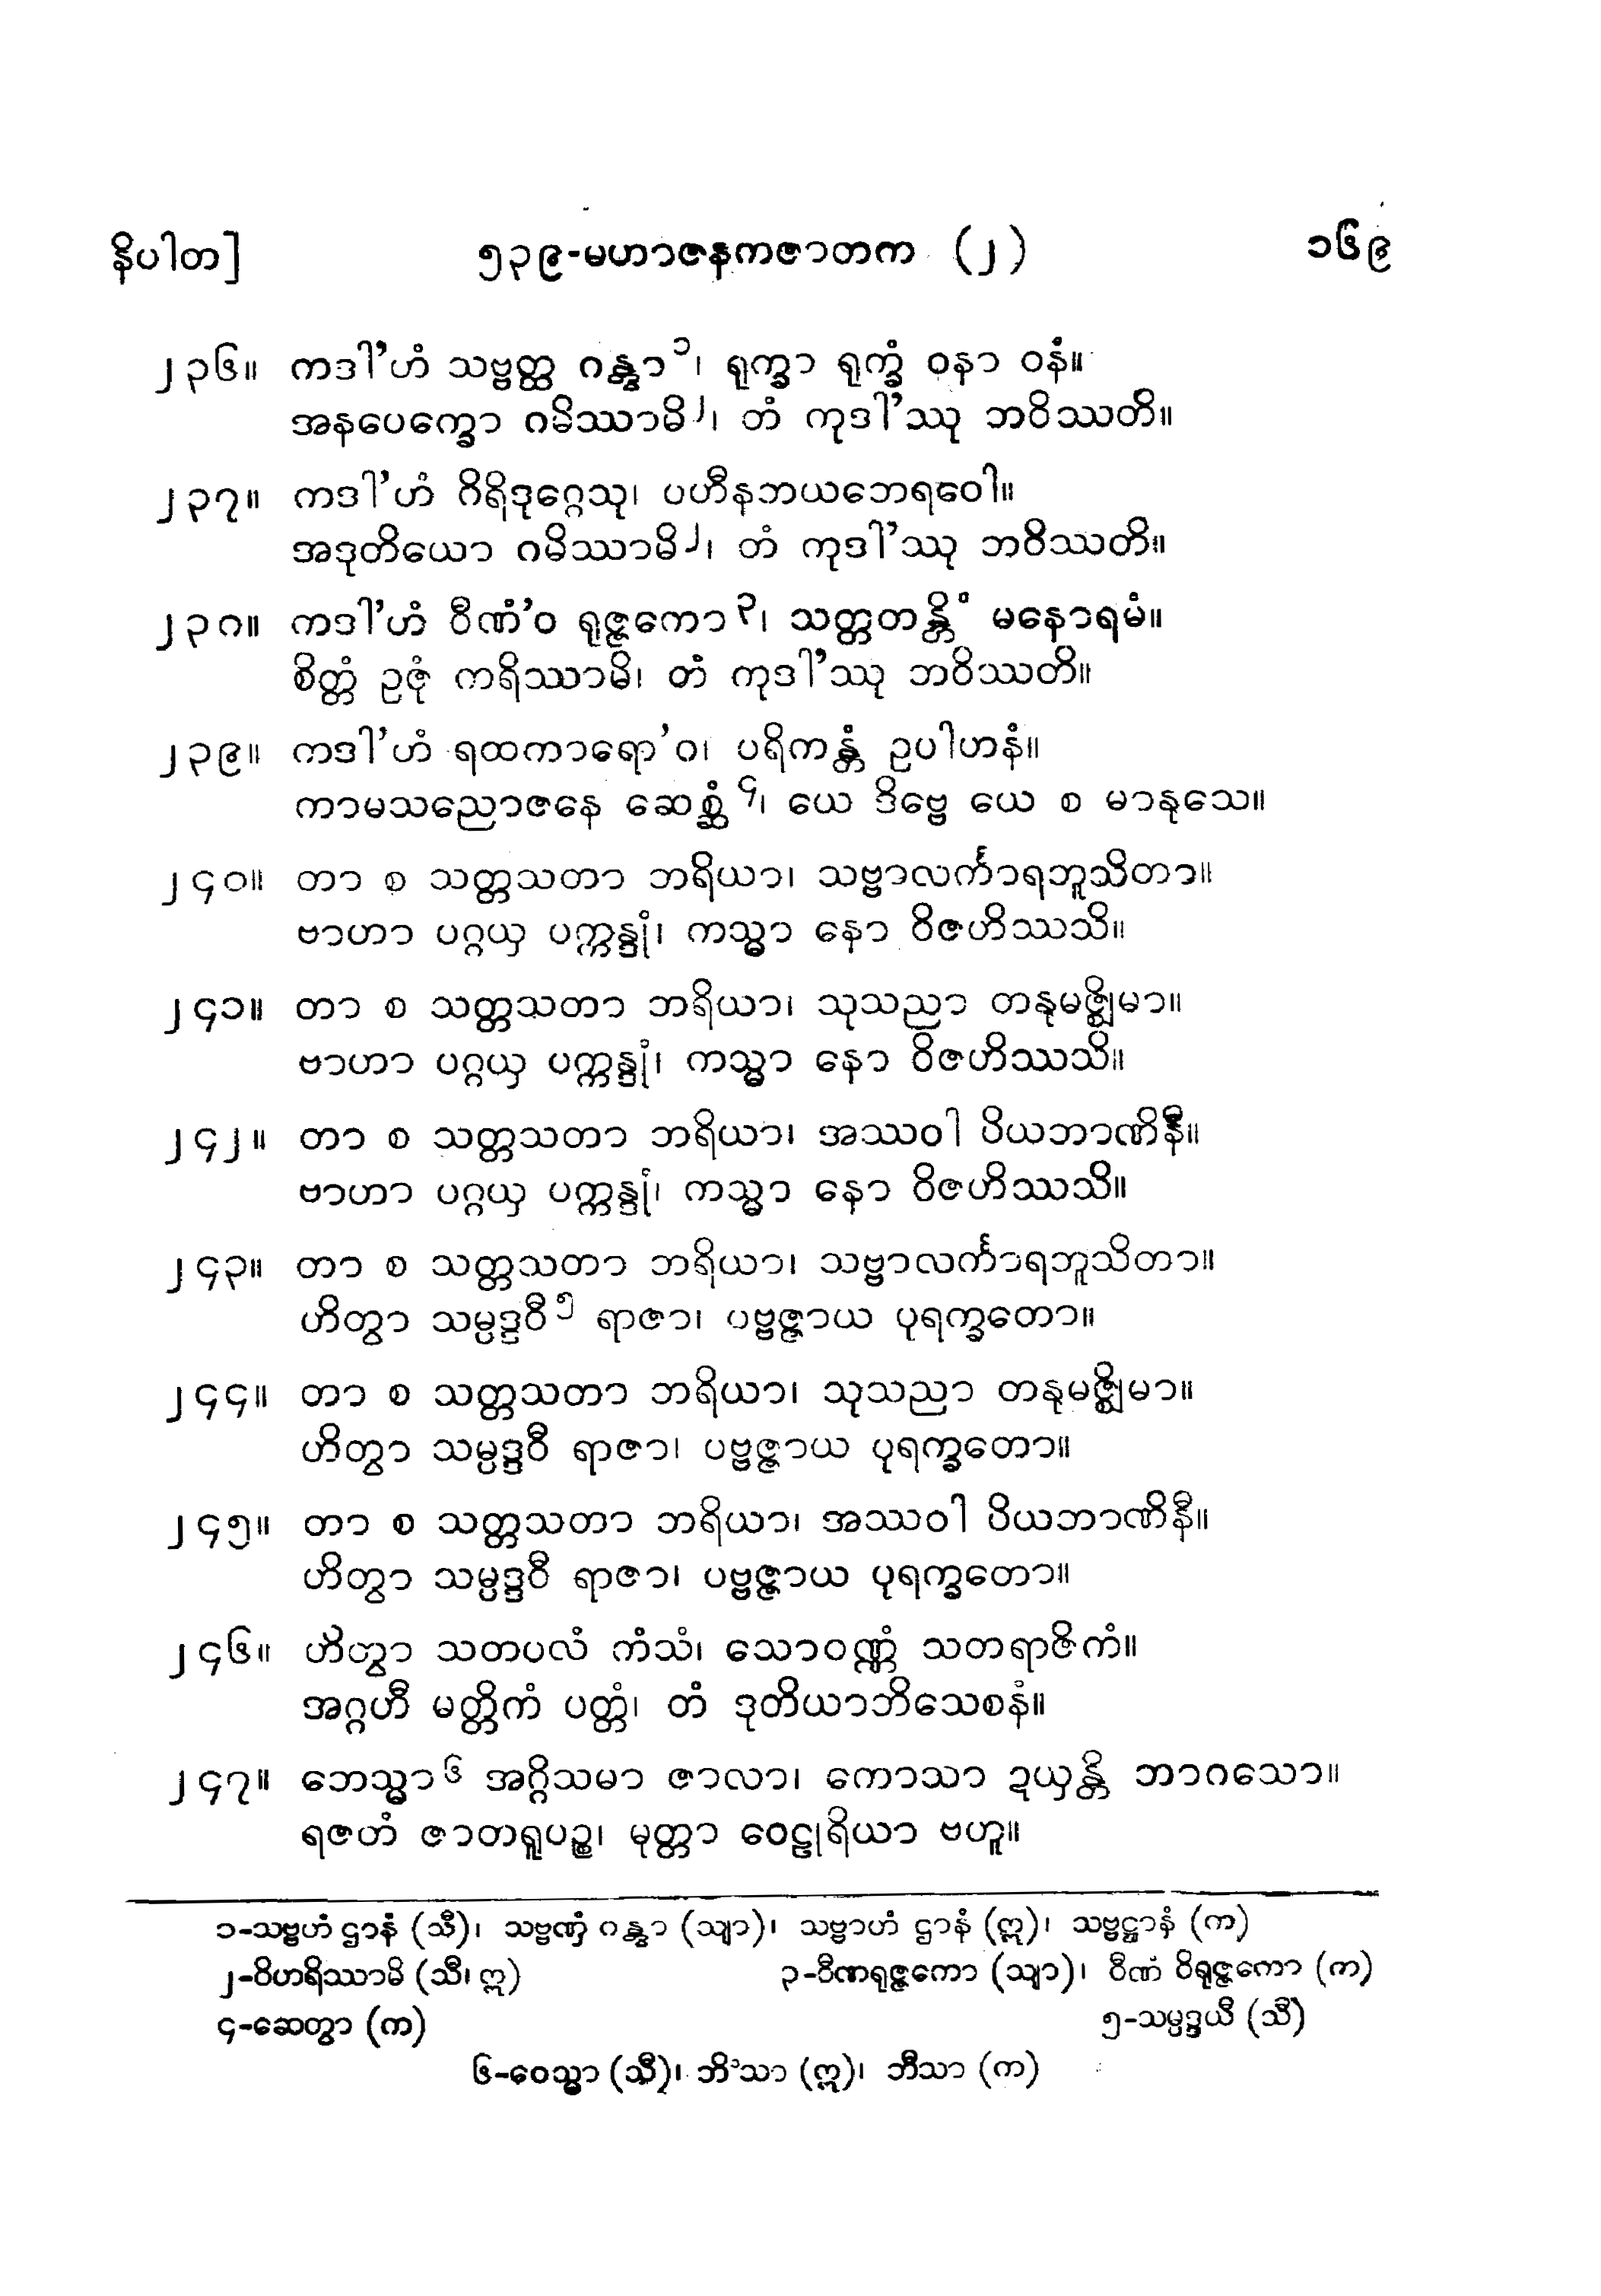 နိပါတ]	၅၃၉-မဟာဇနကဇာတက (၂)	၁၆၉
၂၃၆။ ကဒါ’ဟံ သဗ္ဗတ္ထ ဂန္တွာ၁၊ ရုက္ခာ ရုက္ခံ ဝနာ ဝနံ။
အနပေက္ခော ဂမိဿာမိ၂၊ တံ ကုဒါ’ဿု ဘဝိဿတိ။
၂၃၇။ ကဒါ’ဟံ ဂိရိဒုဂ္ဂေသု၊ ပဟီနဘယဘေရဝေါ။
အဒုတိယော ဂမိဿာမိ၂၊ တံ ကုဒါ’ဿု ဘဝိဿတိ။
၂၃၈။ ကဒါ’ဟံ ဝီဏံ’ဝ ရုဇ္ဇကော၃၊ သတ္တတန္တိံ မနောရမံ။
စိတ္တံ ဥဇုံ ကရိဿာမိ၊ တံ ကုဒါ’ဿု ဘဝိဿတိ။
၂၃၉။ ကဒါ’ဟံ ရထကာရော’ဝ၊ ပရိကန္တံ ဥပါဟနံ။
ကာမသညောဇနေ ဆေစ္ဆံ၄၊ ယေ ဒိဗ္ဗေ ယေ စ မာနုသေ။
၂၄၀။ တာ စ သတ္တသတာ ဘရိယာ၊ သဗ္ဗာလင်္ကာရဘူသိတာ။
ဗာဟာ ပဂ္ဂယှ ပက္ကန္ဒုံ၊ ကသ္မာ နော ဝိဇဟိဿသိ။
၂၄၁။ တာ စ သတ္တသတာ ဘရိယာ၊ သုသညာ တနုမဇ္ဈိမာ။
ဗာဟာ ပဂ္ဂယှ ပက္ကန္ဒုံ၊ ကသ္မာ နော ဝိဇဟိဿသိ။
၂၄၂။ တာ စ သတ္တသတာ ဘရိယာ၊ အဿဝါ ပိယဘာဏိနီ။
ဗာဟာ ပဂ္ဂယှ ပက္ကန္ဒုံ၊ ကသ္မာ နော ဝိဇဟိဿသိ။
၂၄၃။ တာ စ သတ္တသတာ ဘရိယာ၊ သဗ္ဗာလင်္ကာရဘူသိတာ။
ဟိတွာ သမ္ပဒ္ဒဝီ၅ ရာဇာ၊ ပဗ္ဗဇ္ဇာယ ပုရက္ခတော။
၂၄၄။ တာ စ သတ္တသတာ ဘရိယာ၊ သုသညာ တနုမဇ္ဈိမာ။
ဟိတွာ သမ္ပဒ္ဒဝီ ရာဇာ၊ ပဗ္ဗဇ္ဇာယ ပုရက္ခတော။
၂၄၅။ တာ စ သတ္တသတာ ဘရိယာ၊ အဿဝါ ပိယဘာဏိနီ။
ဟိတွာ သမ္ပဒ္ဒဝီ ရာဇာ၊ ပဗ္ဗဇ္ဇာယ ပုရက္ခတော။
၂၄၆။ ဟိတွာ သတပလံ ကံသံ၊ သောဝဏ္ဏံ သတရာဇိကံ။
အဂ္ဂဟီ မတ္တိကံ ပတ္တံ၊ တံ ဒုတိယာဘိသေစနံ။
၂၄၇။ ဘေသ္မာ၆ အဂ္ဂိသမာ ဇာလာ၊ ကောသာ ဍယှန္တိ ဘာဂသော။
ရဇတံ ဇာတရူပဉ္စ၊ မုတ္တာ ဝေဠုရိယာ ဗဟူ။
၁-သဗ္ဗဟံ ဌာနံ (သီ)၊ သဗ္ဗဏှံ ဂန္တွာ (သျာ)၊ သဗ္ဗာဟံ ဌာနံ (ဣ)၊ သဗ္ဗဋ္ဌာနံ (က)
၂-ဝိဟရိဿာမိ (သီ၊ ဣ)	၃-ဝီဏရုဇ္ဇကော (သျာ)၊ ဝီဏံ ဝိရုဇ္ဇကော (က)
၄-ဆေတွာ (က)	၅-သမ္ပဒ္ဒယီ (သီ)
၆-ဝေသ္မာ (သီ)၊ ဘိံသာ (ဣ)၊ ဘီသာ (က)